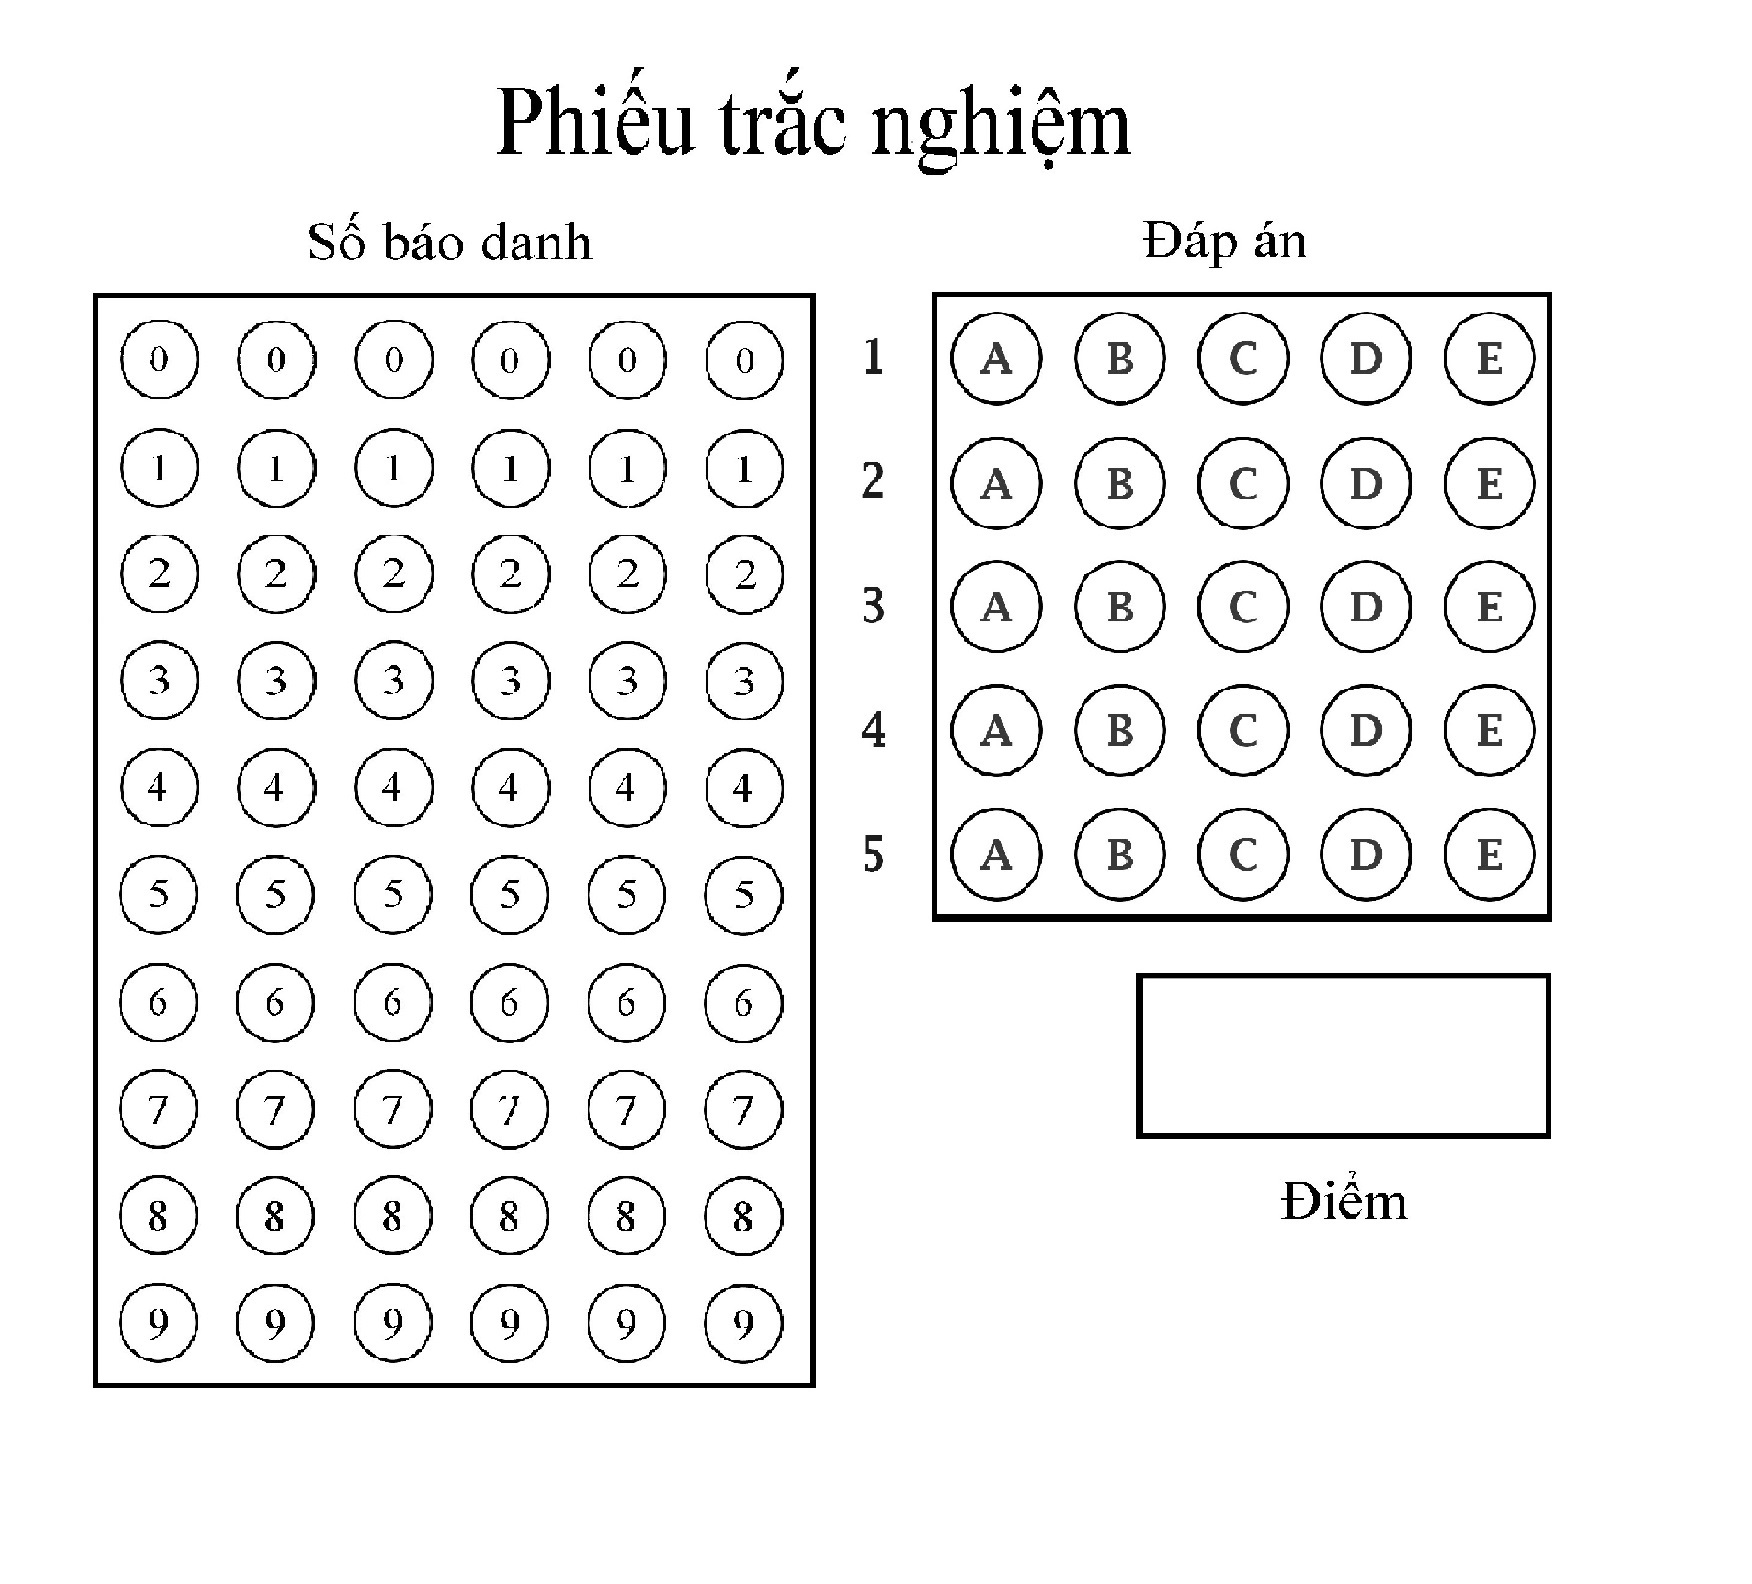 Phiếu trắc nghiệm
Số báo danh
0 0 0 0 0 0
1 1 1 1 1 1
2 2 2 2 2 2
3 3 3 3 3 3
4 4 4 4 4 4
5 5 5 5 5 5
6 6 6 6 6 6
7 7 7 7 7 7
8 8 8 8 8 8
9 9 9 9 9 9
Đáp án
1 A B C D E
2 A B C D E
3 A B C D E
4 A B C D E
5 A B C D E
Điểm